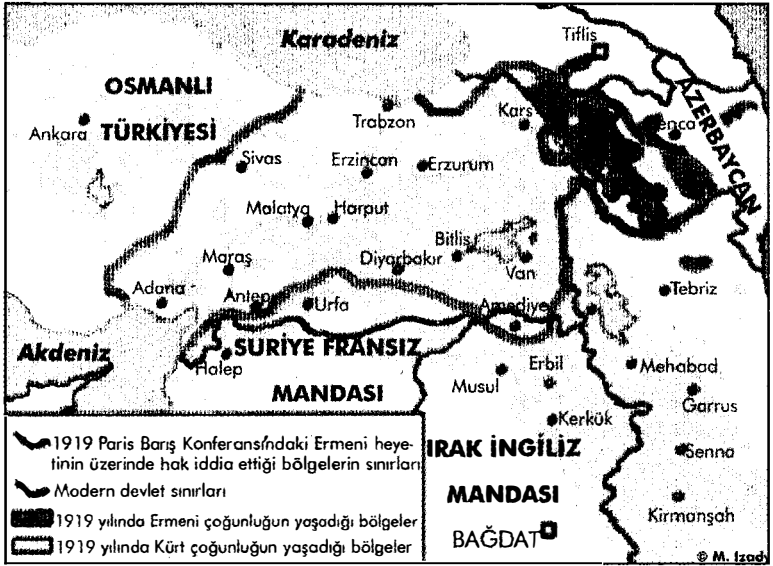 Karadeniz
Tiflis
OSMANLI
TÜRKİYESİ
AZERBAYCAN
Ankara
Trabzon
Kars
Sivas
Erzincan
Erzurum
Malatya
Harput
Bitlis
Maraş
Diyarbakır
Van
Adana
Antep
Urfa
Amediye
Tebriz
Akdeniz
Halep
SURİYE FRANSIZ
MANDASI
Musul
Erbil
Mehabad
Garrus
Kerkük
IRAK İNGİLİZ
MANDASI
Senna
Kirmanşah
BAĞDAT
1919 Paris Barış Konferansı'ndaki Ermeni heye-
tinin üzerinde hak iddia ettiği bölgelerin sınırları
Modern devlet sınırları
1919 yılında Ermeni çoğunluğun yaşadığı bölgeler
1919 yılında Kürt çoğunluğun yaşadığı bölgeler
© M. Izady